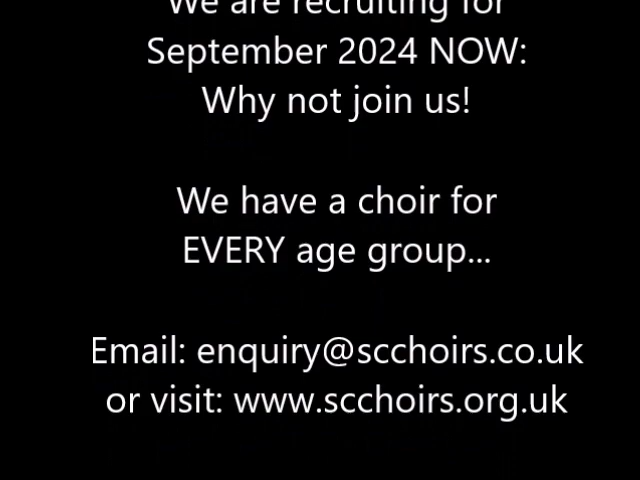 We are recruiting for
September 2024 NOW:
Why not join us!
We have a choir for
EVERY age group...
Email: enquiry@scchoirs.co.uk
or visit: www.scchoirs.org.uk